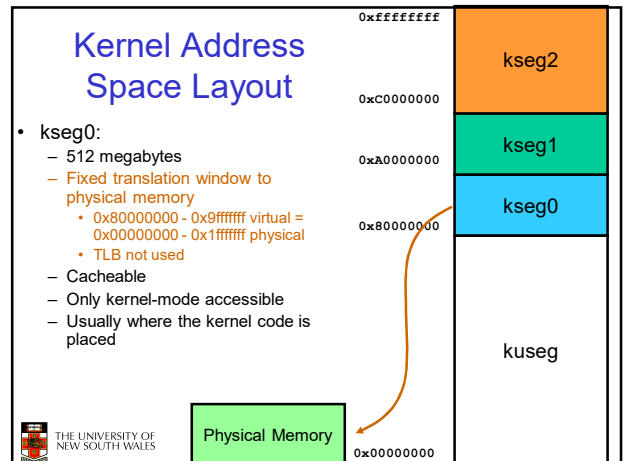 Kernel Address
Space Layout
• kseg0:
– 512 megabytes
– Fixed translation window to
physical memory
• 0x80000000 - 0x9fffffff virtual =
0x00000000 - 0x1fffffff physical
• TLB not used
– Cacheable
– Only kernel-mode accessible
– Usually where the kernel code is
placed
0xffffffff
kseg2
0xC0000000
kseg1
0xA0000000
kseg0
0x80000000
kuseg
THE UNIVERSITY OF
NEW SOUTH WALES
Physical Memory
0x00000000